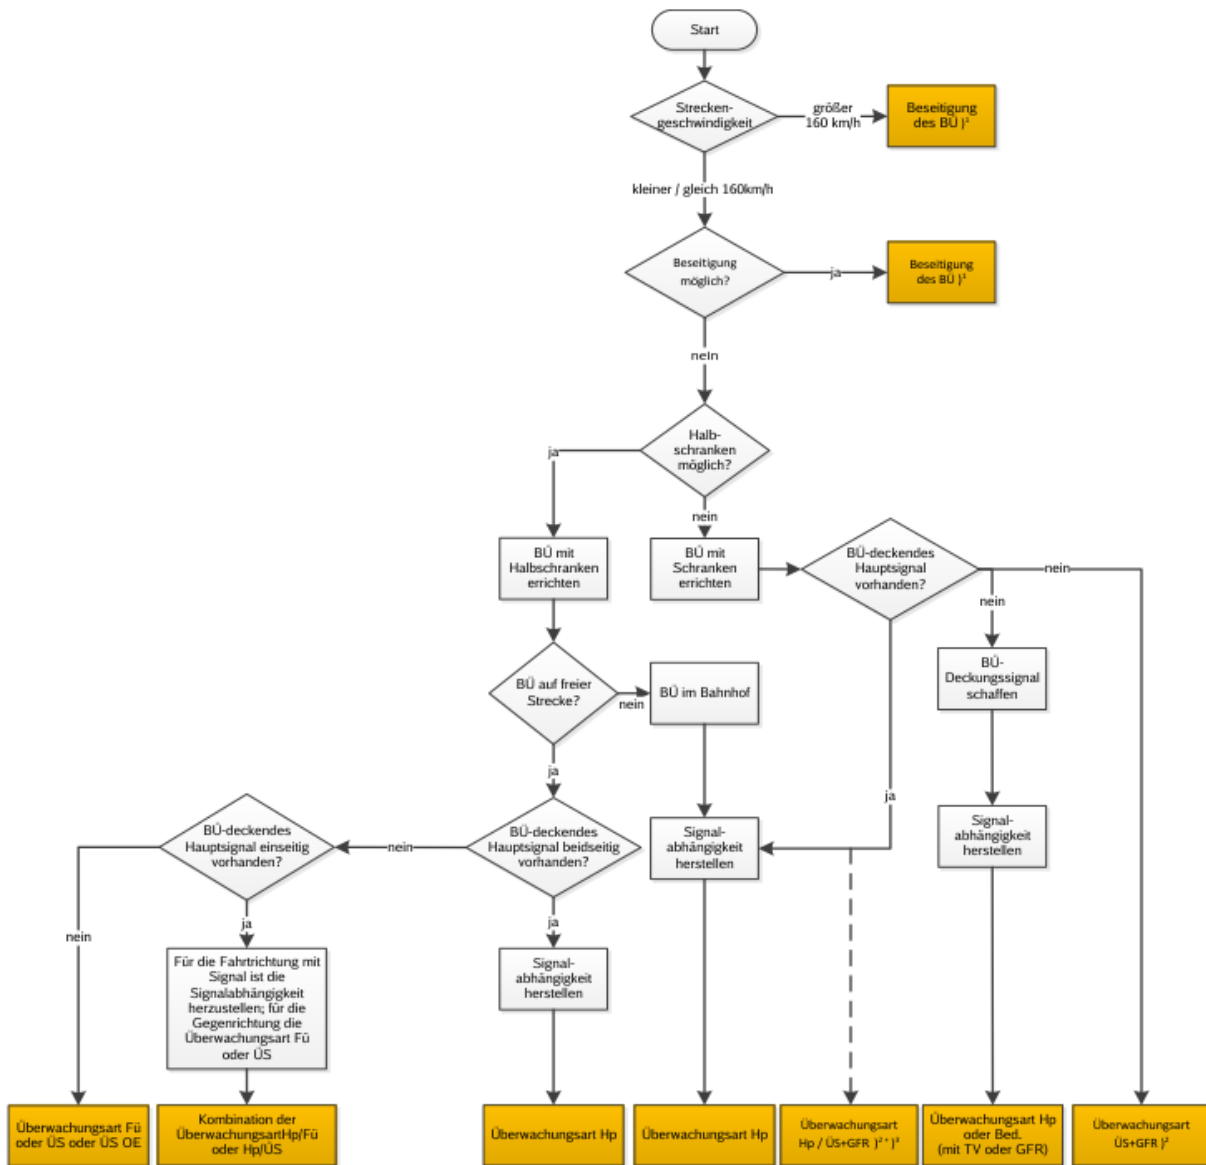 Start
Strecken-
geschwindigkeit
größer
160 km/h
Beseitigung
des BÜ )¹
kleiner / gleich 160km/h
Beseitigung
möglich?
ja
Beseitigung
des BÜ )¹
nein
Halb-
schranken
möglich?
ja
nein
BÜ mit
Halbschranken
errichten
BÜ mit
Schranken
errichten
BÜ-deckendes
Hauptsignal
vorhanden?
nein
nein
BÜ auf freier
Strecke?
nein
BÜ im Bahnhof
BÜ-
Deckungssignal
schaffen
ja
ja
BÜ-deckendes
Hauptsignal einseitig
vorhanden?
nein
BÜ-deckendes
Hauptsignal beidseitig
vorhanden?
Signal-
abhängigkeit
herstellen
Signal-
abhängigkeit
herstellen
nein
ja
ja
Für die Fahrtrichtung mit
Signal ist die
Signalabhängigkeit
herzustellen; für die
Gegenrichtung die
Überwachungsart Fü
oder ÜS
Signal-
abhängigkeit
herstellen
Überwachungsart Fü
oder ÜS oder ÜS OE
Kombination der
ÜberwachungsartHp/Fü
oder Hp/ÜS
Überwachungsart Hp
Überwachungsart Hp
Überwachungsart
Hp / ÜS+GFR )²⁺)³
Überwachungsart Hp
oder Bed.
(mit TV oder GFR)
Überwachungsart
ÜS+GFR )²